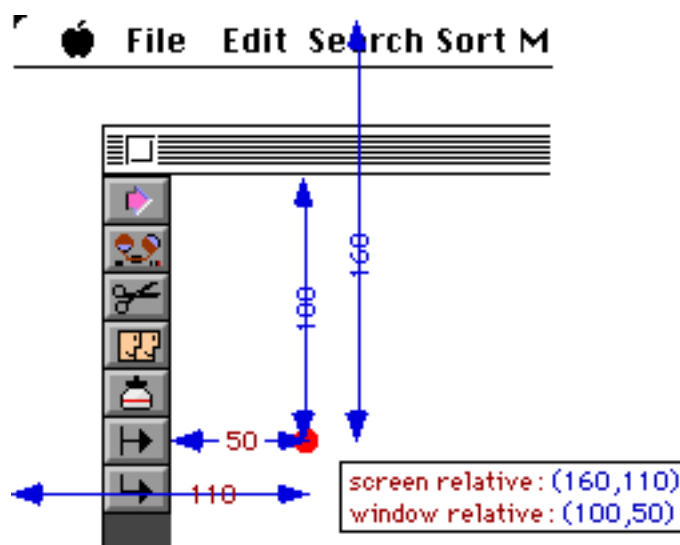 File Edit Search Sort M
160
100
50
110
screen relative: (160,110)
window relative: (100,50)